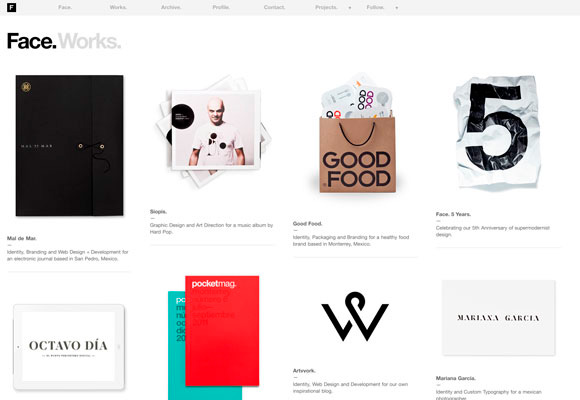 F
Face.
Works.
Archive.
Profile.
Contact.
Projects. +
Follow. +
Face.Works.
MAL DE MAR
Mal de Mar.
—
Identity, Branding and Web Design + Development for
an electronic journal based in San Pedro, Mexico.
Siopis.
—
Graphic Design and Art Direction for a music album by
Hard Pop.
GOOD
FOOD
Good Food.
—
Identity, Packaging and Branding for a healthy food
brand based in Monterrey, Mexico
5
Face. 5 Years.
—
Celebrating our 5th Anniversary of supermodernist
design.
OCTAVO DÍA
pocketmag.
W
Artvork.
—
Identity, Web Design and Development for our own
inspirational blog.
MARIANA GARCIA
Mariana García.
—
Identity and Custom Typography for a mexican
photographer